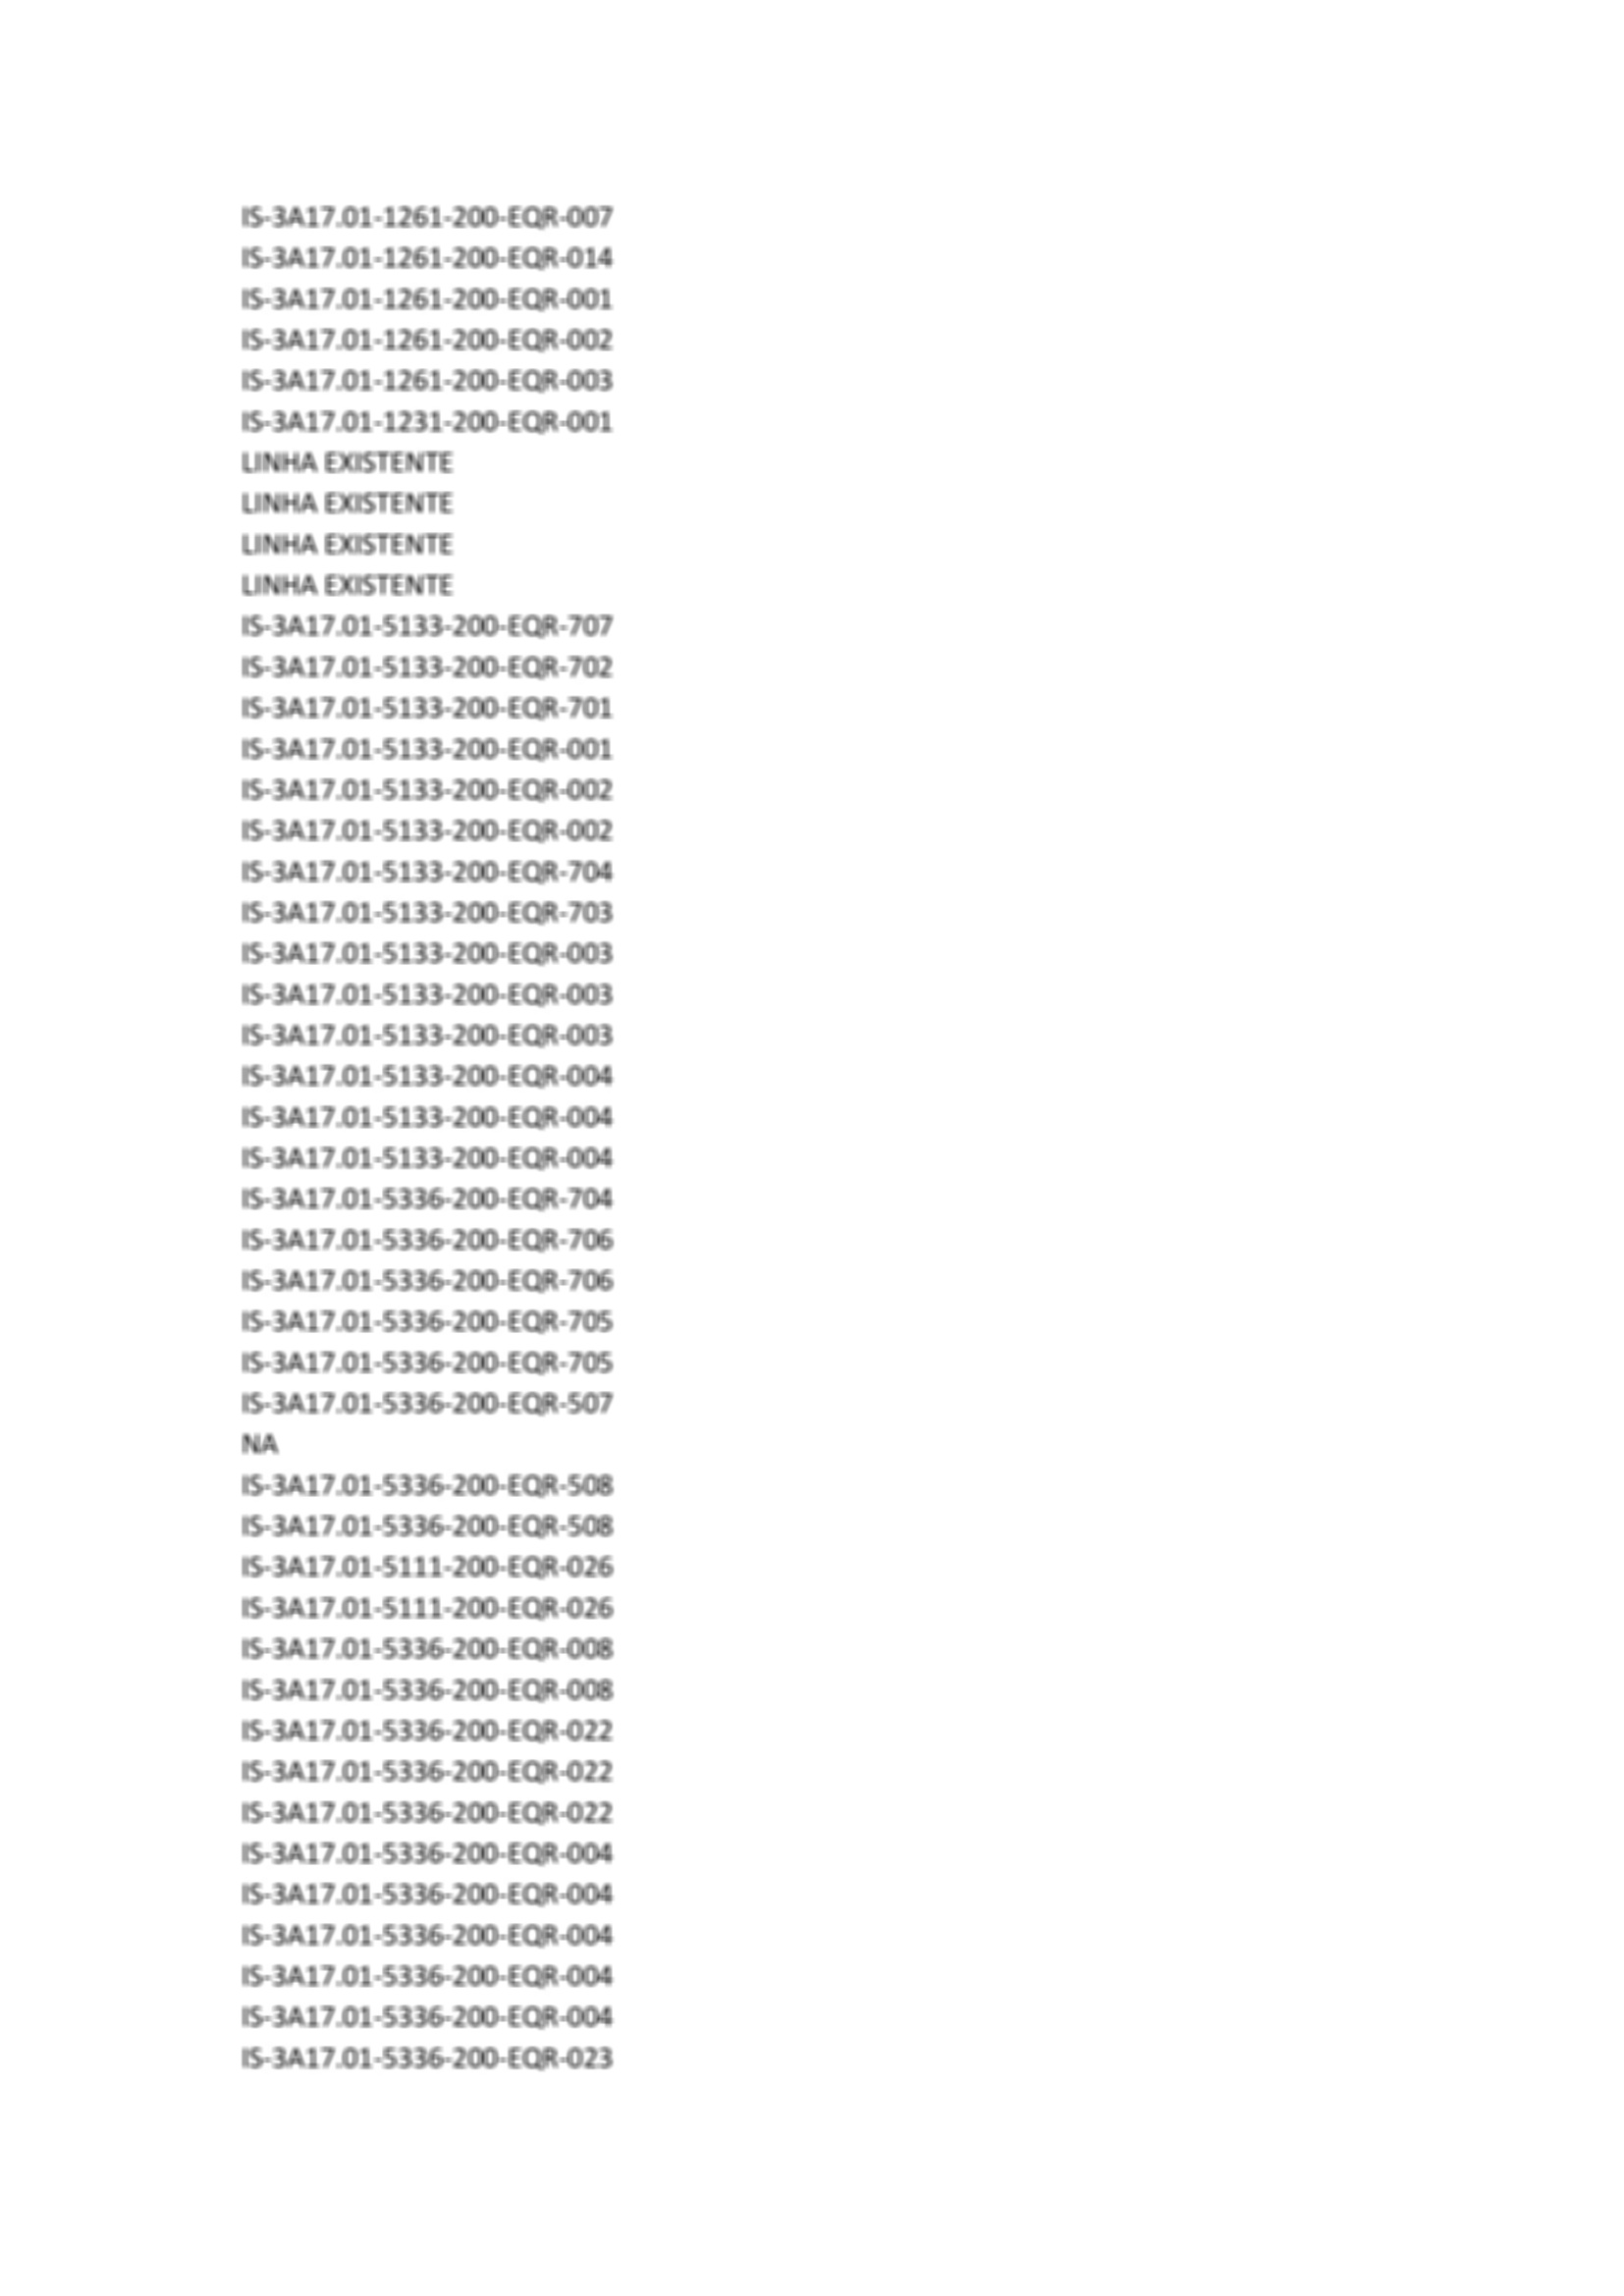 IS-3A17.01-1261-200-EQR-007
IS-3A17.01-1261-200-EQR-014
IS-3A17.01-1261-200-EQR-001
IS-3A17.01-1261-200-EQR-002
IS-3A17.01-1261-200-EQR-003
IS-3A17.01-1231-200-EQR-001
LINHA EXISTENTE
LINHA EXISTENTE
LINHA EXISTENTE
LINHA EXISTENTE
IS-3A17.01-5133-200-EQR-707
IS-3A17.01-5133-200-EQR-702
IS-3A17.01-5133-200-EQR-701
IS-3A17.01-5133-200-EQR-001
IS-3A17.01-5133-200-EQR-002
IS-3A17.01-5133-200-EQR-002
IS-3A17.01-5133-200-EQR-704
IS-3A17.01-5133-200-EQR-703
IS-3A17.01-5133-200-EQR-003
IS-3A17.01-5133-200-EQR-003
IS-3A17.01-5133-200-EQR-003
IS-3A17.01-5133-200-EQR-004
IS-3A17.01-5133-200-EQR-004
IS-3A17.01-5133-200-EQR-004
IS-3A17.01-5336-200-EQR-704
IS-3A17.01-5336-200-EQR-706
IS-3A17.01-5336-200-EQR-706
IS-3A17.01-5336-200-EQR-705
IS-3A17.01-5336-200-EQR-705
IS-3A17.01-5336-200-EQR-507
NA
IS-3A17.01-5336-200-EQR-508
IS-3A17.01-5336-200-EQR-508
IS-3A17.01-5111-200-EQR-026
IS-3A17.01-5111-200-EQR-026
IS-3A17.01-5336-200-EQR-008
IS-3A17.01-5336-200-EQR-008
IS-3A17.01-5336-200-EQR-022
IS-3A17.01-5336-200-EQR-022
IS-3A17.01-5336-200-EQR-022
IS-3A17.01-5336-200-EQR-004
IS-3A17.01-5336-200-EQR-004
IS-3A17.01-5336-200-EQR-004
IS-3A17.01-5336-200-EQR-004
IS-3A17.01-5336-200-EQR-004
IS-3A17.01-5336-200-EQR-023